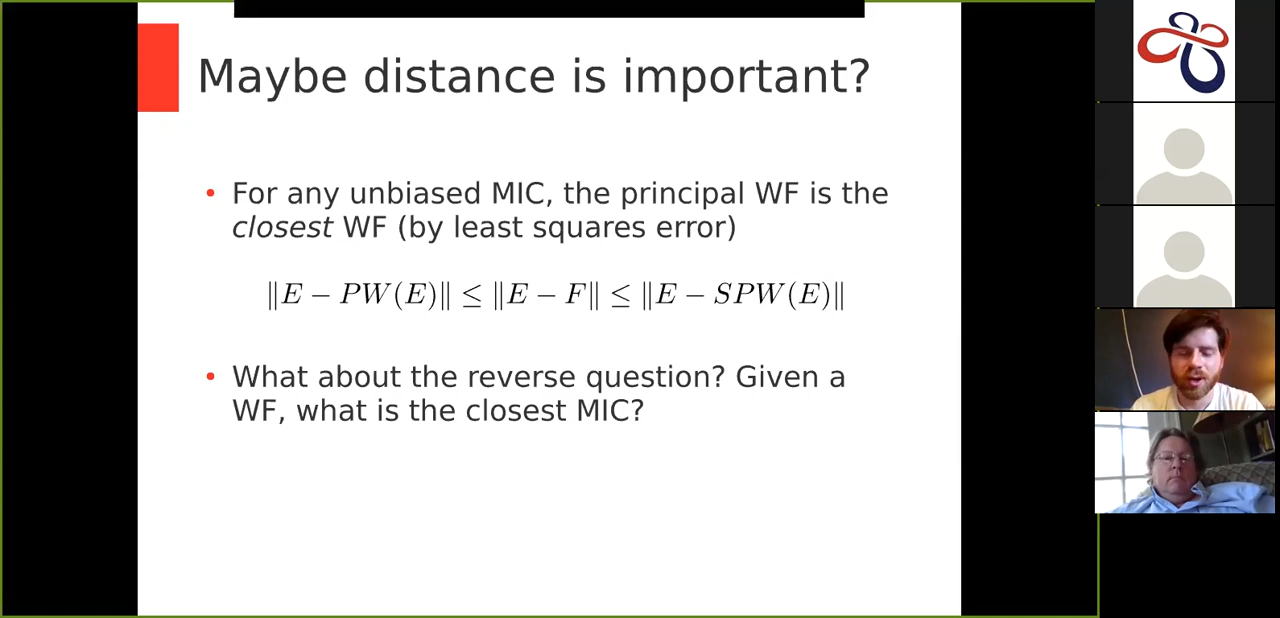 Maybe distance is important?
• For any unbiased MIC, the principal WF is the
closest WF (by least squares error)
‖E − PW(E)‖ ≤ ‖E − F‖ ≤ ‖E − SPW(E)‖
• What about the reverse question? Given a
WF, what is the closest MIC?